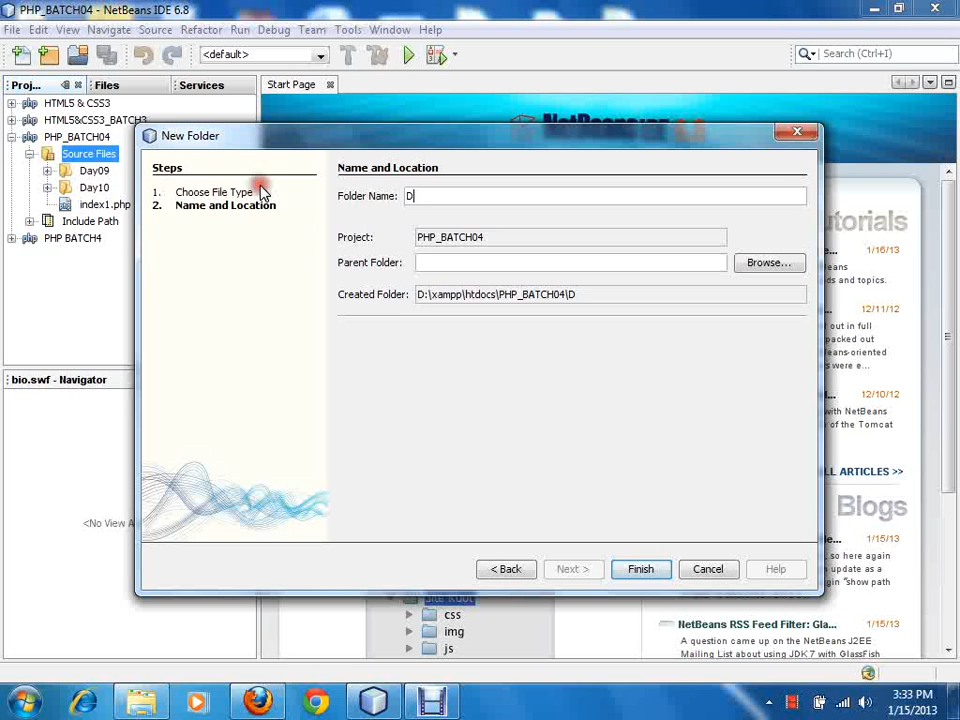 PHP_BATCH04 - NetBeans IDE 6.8
File Edit View Navigate Source Refactor Run Debug Team Tools Window Help
<default>
Search (Ctrl+I)
Proj... Files Services
Start Page
HTML5 & CSS3
HTML5&CSS3_BATCH3
PHP_BATCH04
Source Files
Day09
Day10
index1.php
Include Path
PHP BATCH4
New Folder
Steps
1. Choose File Type
2. Name and Location
Name and Location
Folder Name: D
Project: PHP_BATCH04
Parent Folder:
Browse...
Created Folder: D:\xampp\htdocs\PHP_BATCH04\D
< Back Next > Finish Cancel Help
bio.swf - Navigator
<No View A
1/16/13
and topics.
12/11/12
out in full
packed out
were e...
12/10/12
with NetBeans
y of the Tomcat
ALL ARTICLES >>
Blogs
1/15/13
so here again
update as a
ing "show path
NetBeans RSS Feed Filter: Gla... 1/15/13
A question came up on the NetBeans J2EE
Mailing List about using JDK 7 with GlassFish
Site Root
css
img
js
3:33 PM
1/15/2013